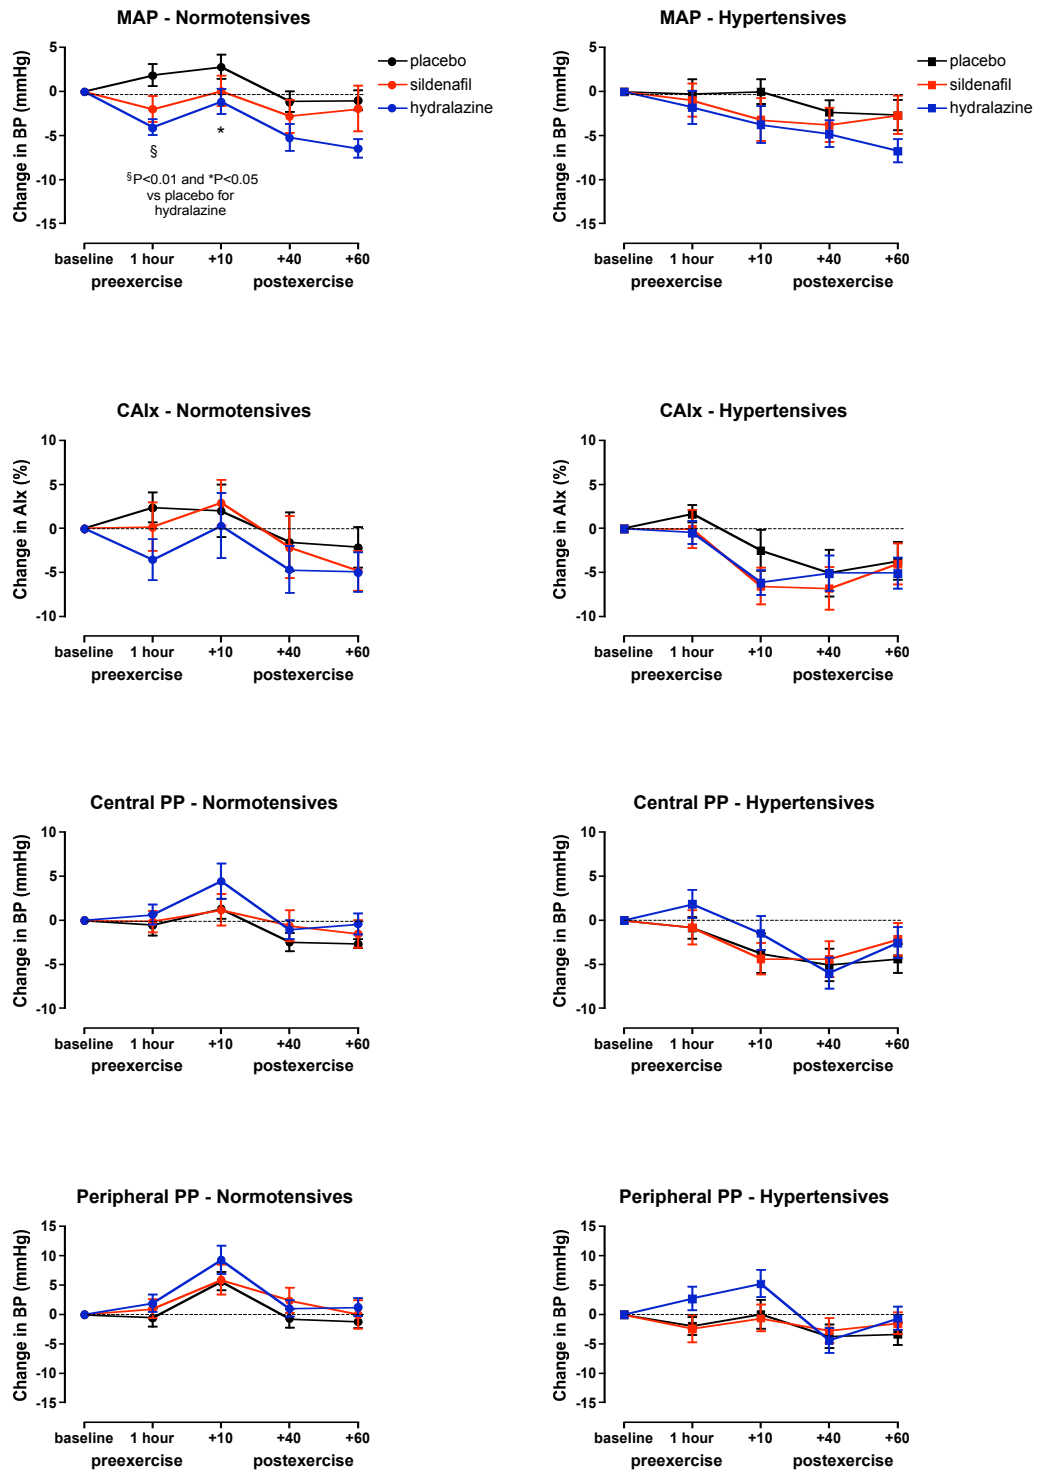 MAP - Normotensives
Change in BP (mmHg)
5
0
-5
-10
-15
placebo
sildenafil
hydralazine
*
§
§P<0.01 and *P<0.05
vs placebo for
hydralazine
baseline 1 hour +10 +40 +60
preexercise postexercise
MAP - Hypertensives
Change in BP (mmHg)
5
0
-5
-10
-15
placebo
sildenafil
hydralazine
baseline 1 hour +10 +40 +60
preexercise postexercise
CAIx - Normotensives
Change in AIx (%)
10
5
0
-5
-10
baseline 1 hour +10 +40 +60
preexercise postexercise
CAIx - Hypertensives
Change in AIx (%)
10
5
0
-5
-10
baseline 1 hour +10 +40 +60
preexercise postexercise
Central PP - Normotensives
Change in BP (mmHg)
10
5
0
-5
-10
baseline 1 hour +10 +40 +60
preexercise postexercise
Central PP - Hypertensives
Change in BP (mmHg)
10
5
0
-5
-10
baseline 1 hour +10 +40 +60
preexercise postexercise
Peripheral PP - Normotensives
Change in BP (mmHg)
15
10
5
0
-5
-10
-15
baseline 1 hour +10 +40 +60
preexercise postexercise
Peripheral PP - Hypertensives
Change in BP (mmHg)
15
10
5
0
-5
-10
-15
baseline 1 hour +10 +40 +60
preexercise postexercise